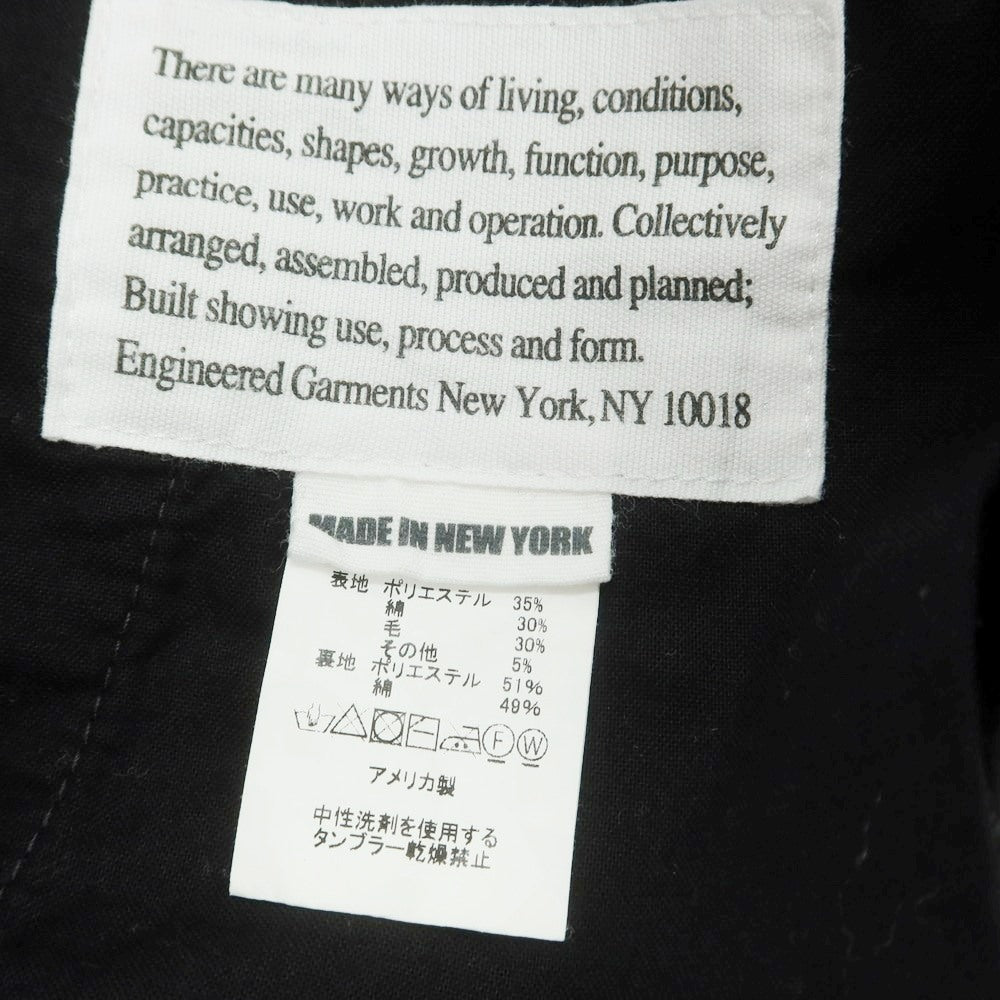 There are many ways of living, conditions,
capacities, shapes, growth, function, purpose,
practice, use, work and operation. Collectively
arranged, assembled, produced and planned;
Built showing use, process and form.
Engineered Garments New York, NY 10018
MADE IN NEW YORK
表地 ポリエステル 35%
綿 30%
毛 30%
その他 5%
裏地 ポリエステル 51%
綿 49%
F W
アメリカ製
中性洗剤を使用する
タンブラー乾燥禁止